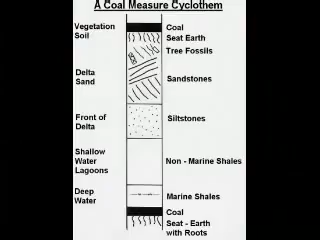 A Coal Measure Cyclothem
Vegetation
Soil
Coal
Seat Earth
Tree Fossils
Delta
Sand
Sandstones
Front of
Delta
Siltstones
Shallow
Water
Lagoons
Non - Marine Shales
Deep
Water
Marine Shales
Coal
Seat - Earth
with Roots